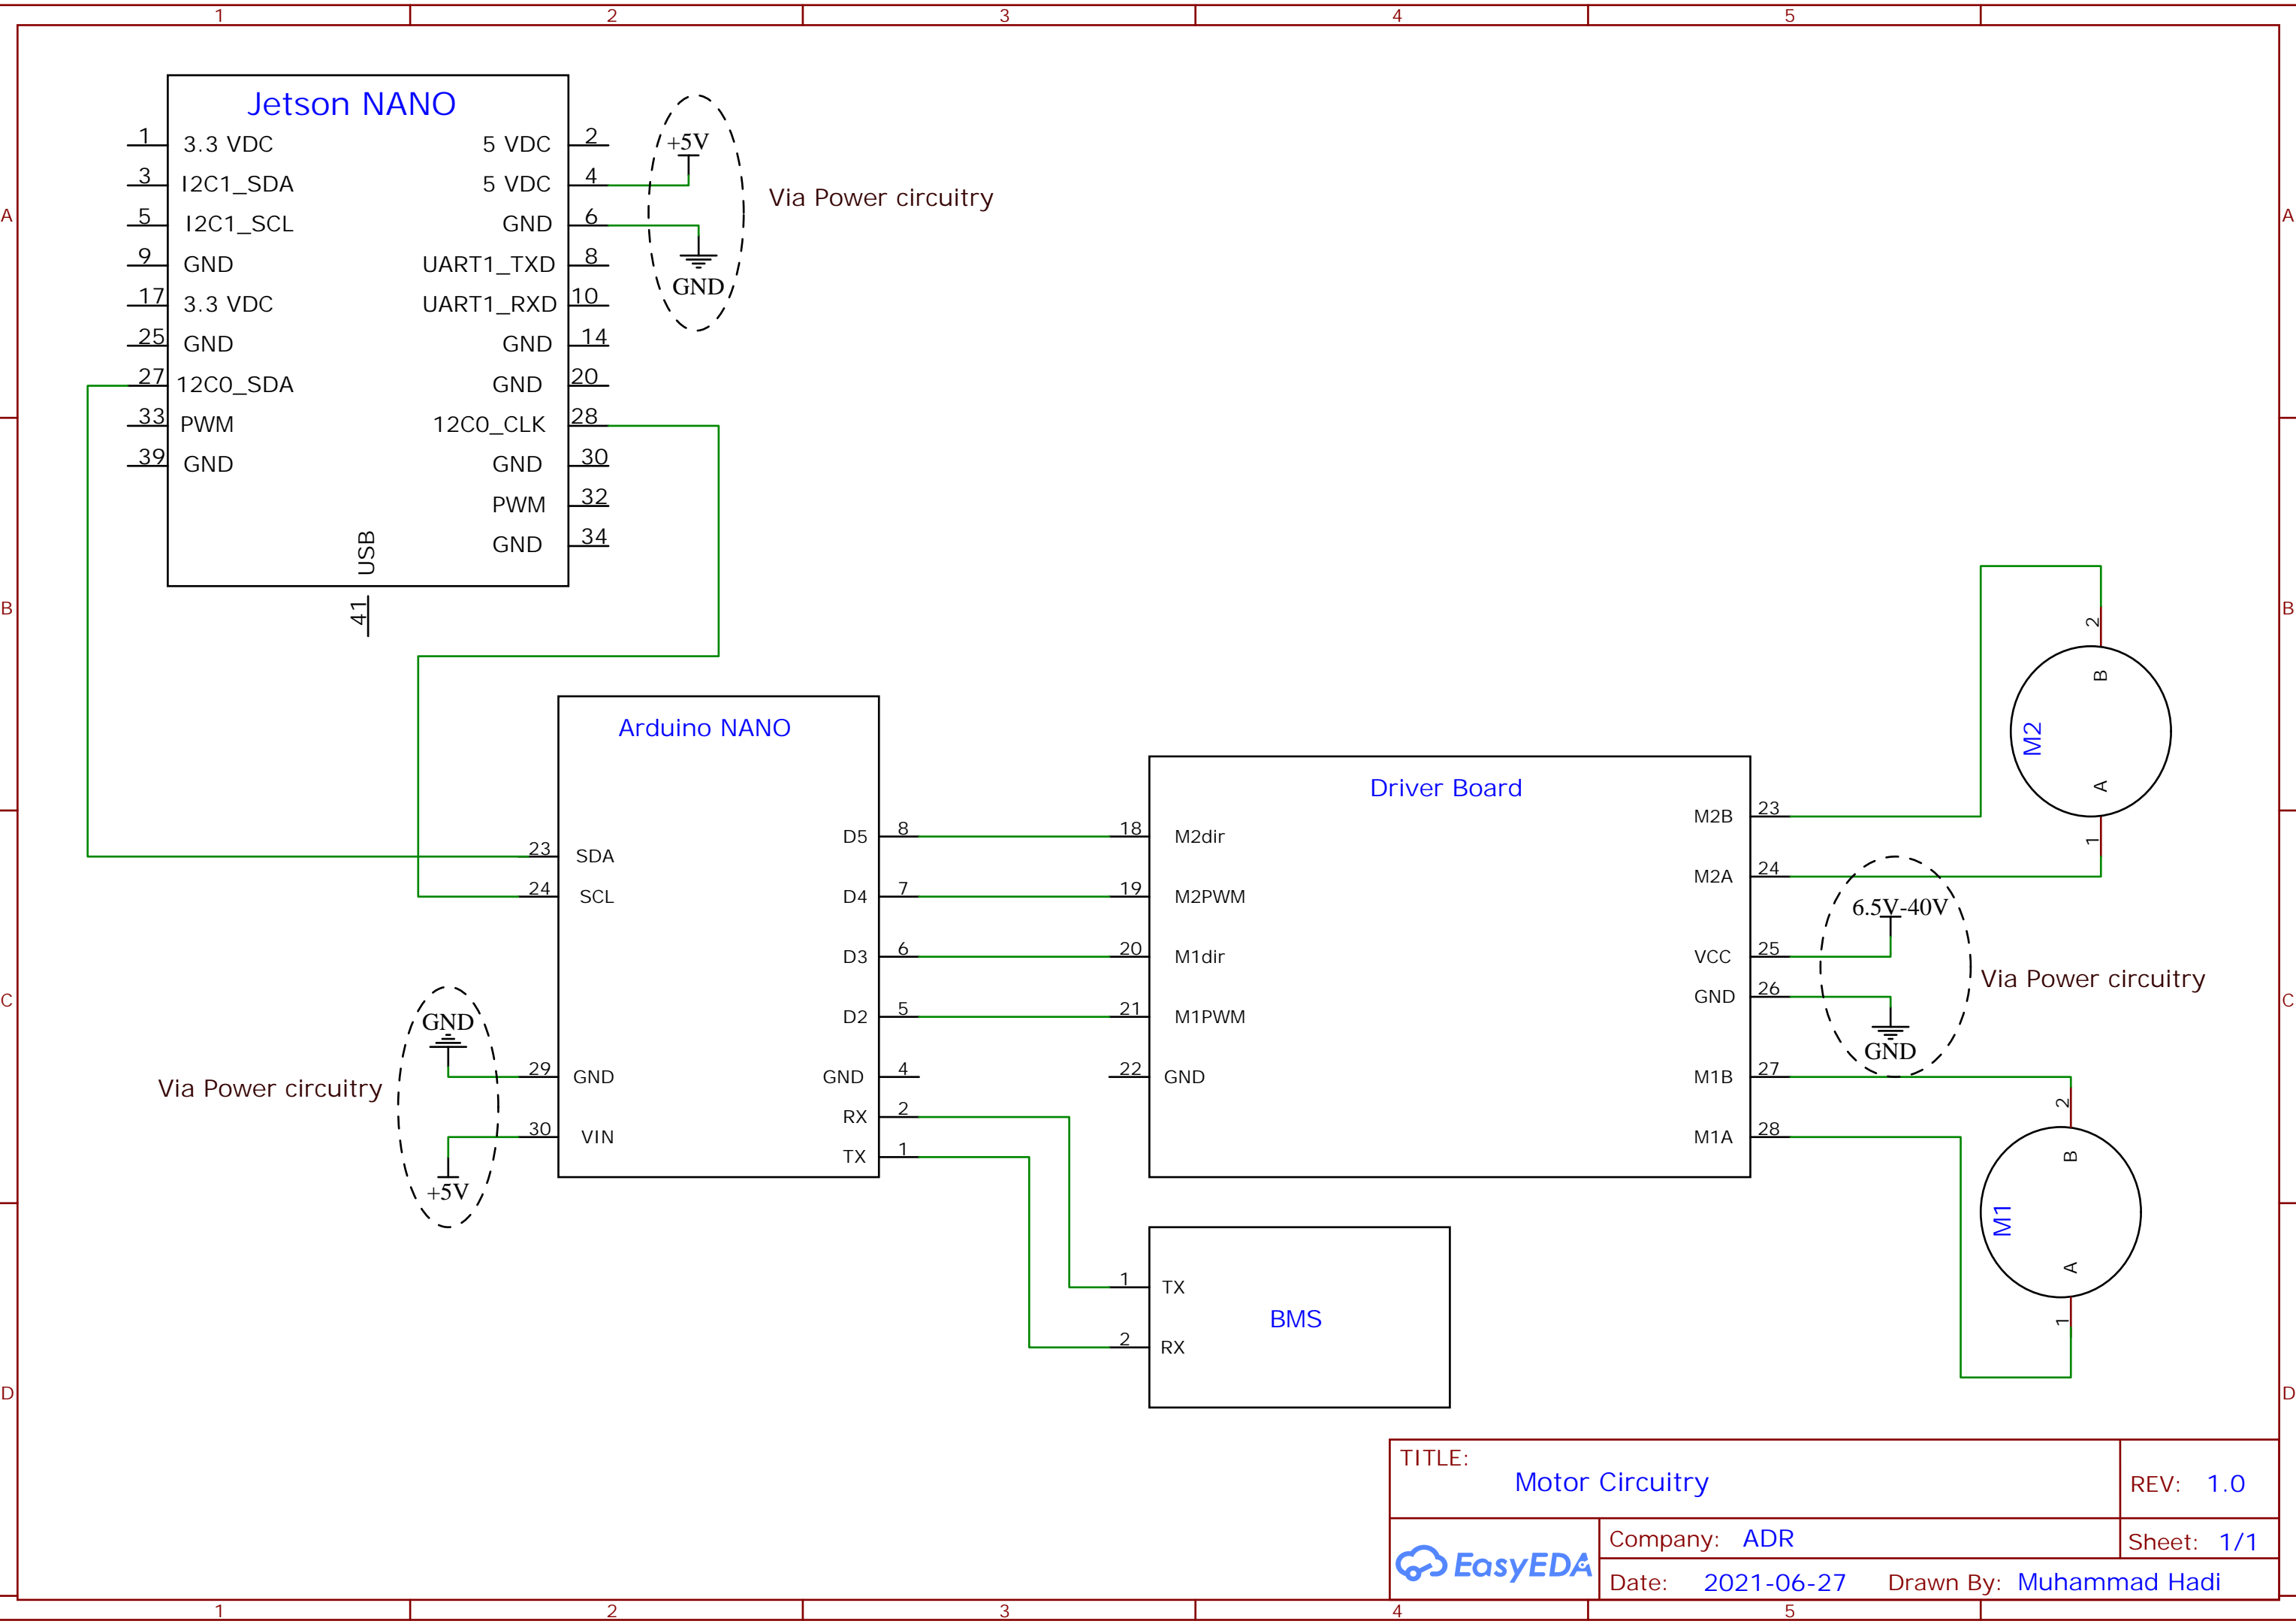 1 2 3 4 5
A A
B B
C C
D D
Jetson NANO
1 3.3 VDC 5 VDC 2
3 I2C1_SDA 5 VDC 4
5 I2C1_SCL GND 6
9 GND UART1_TXD 8
17 3.3 VDC UART1_RXD 10
25 GND GND 14
27 12C0_SDA GND 20
33 PWM 12C0_CLK 28
39 GND GND 30
PWM 32
GND 34
USB
41
+5V
GND
Via Power circuitry
Arduino NANO
23 SDA
24 SCL
29 GND
30 VIN
D5 8
D4 7
D3 6
D2 5
GND 4
RX 2
TX 1
GND
+5V
Via Power circuitry
Driver Board
18 M2dir
19 M2PWM
20 M1dir
21 M1PWM
22 GND
M2B 23
M2A 24
VCC 25
GND 26
M1B 27
M1A 28
6.5V-40V
GND
Via Power circuitry
2
B
M2
A
1
2
B
M1
A
1
BMS
1 TX
2 RX
TITLE:
Motor Circuitry
REV: 1.0
EasyEDA
Company: ADR
Sheet: 1/1
Date: 2021-06-27 Drawn By: Muhammad Hadi
1 2 3 4 5